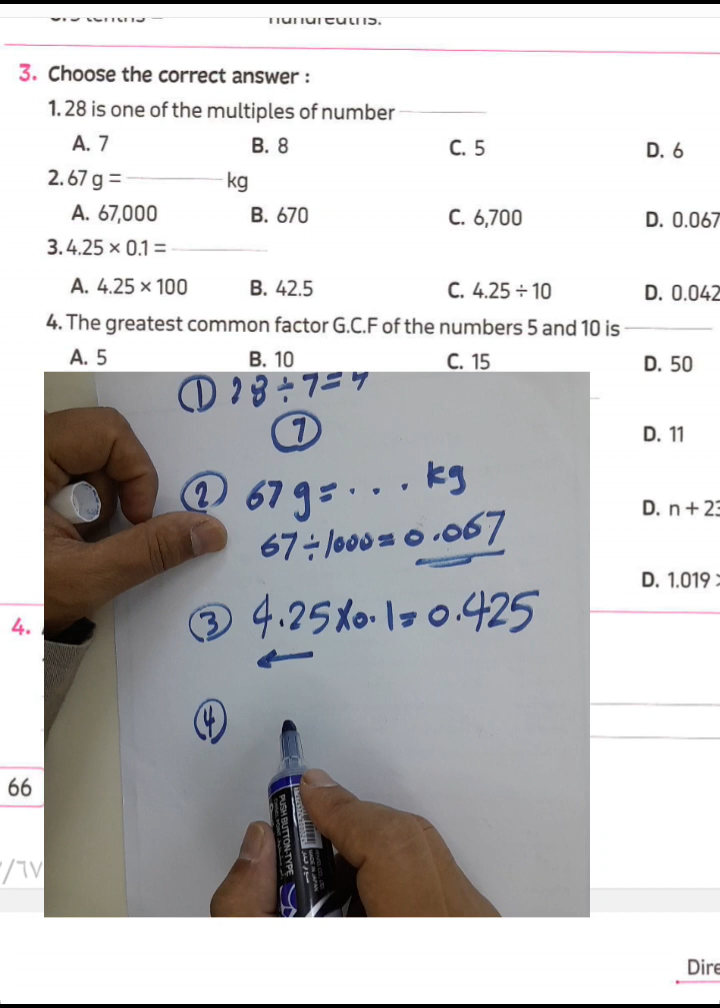 3. Choose the correct answer :
1. 28 is one of the multiples of number
A. 7 B. 8 C. 5 D. 6
2. 67 g = kg
A. 67,000 B. 670 C. 6,700 D. 0.067
3. 4.25 × 0.1 =
A. 4.25 × 100 B. 42.5 C. 4.25 ÷ 10 D. 0.042
4. The greatest common factor G.C.F of the numbers 5 and 10 is
A. 5 B. 10 C. 15 D. 50
① 28 ÷ 7 = 4
7
D. 11
② 67 g = . . . kg
D. n + 23
67 ÷ 1000 = 0.067
D. 1.019 ×
③ 4.25 × 0.1 = 0.425
4.
④
66
PUSH BUTTON-TYPE
Dire